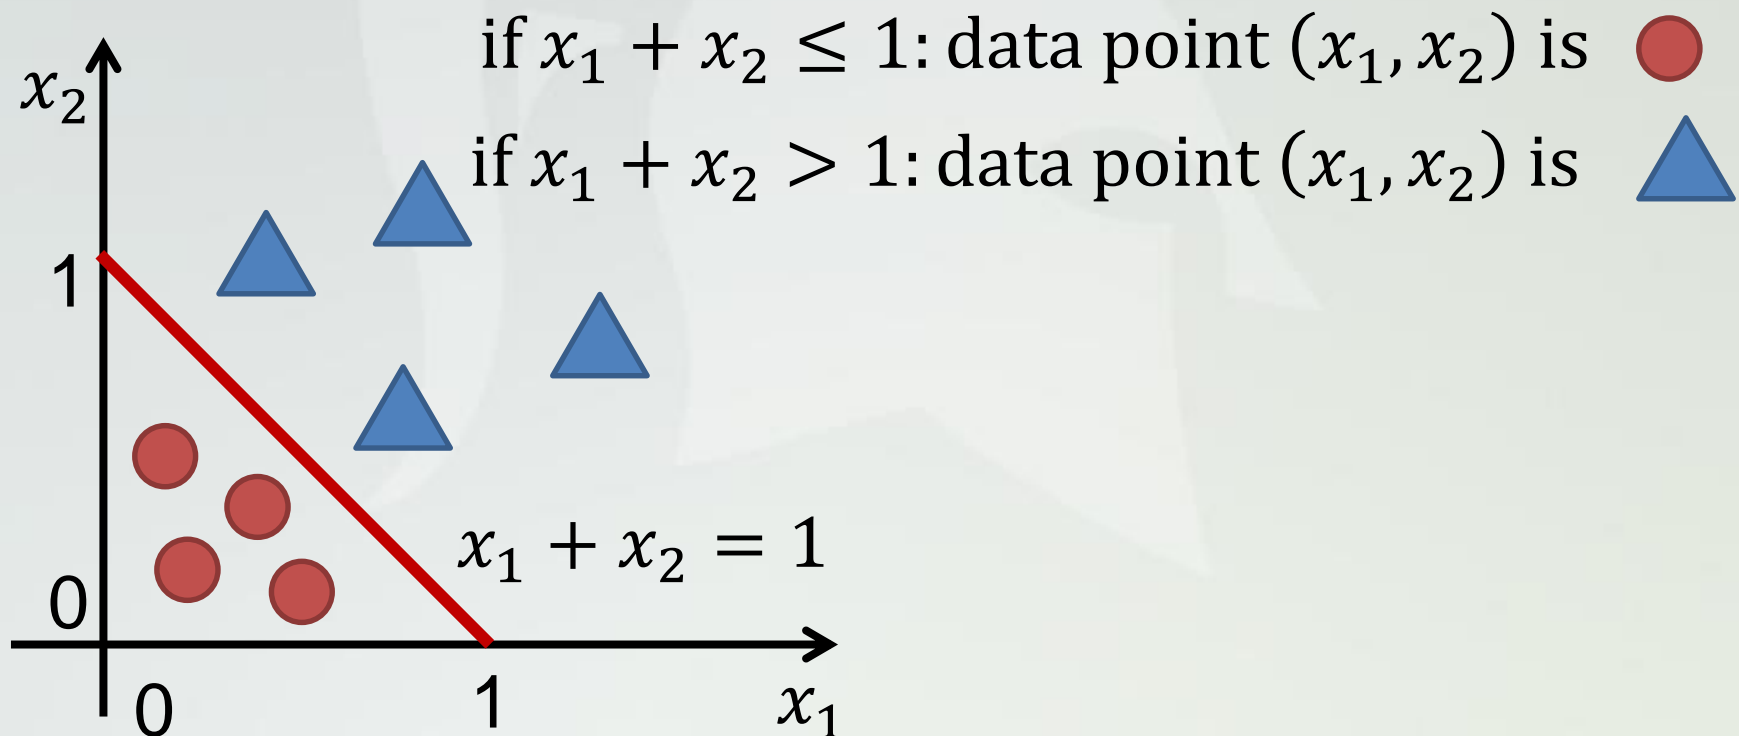 if x₁ + x₂ ≤ 1: data point (x₁, x₂) is
if x₁ + x₂ > 1: data point (x₁, x₂) is
x₂
1
x₁ + x₂ = 1
0
0
1
x₁